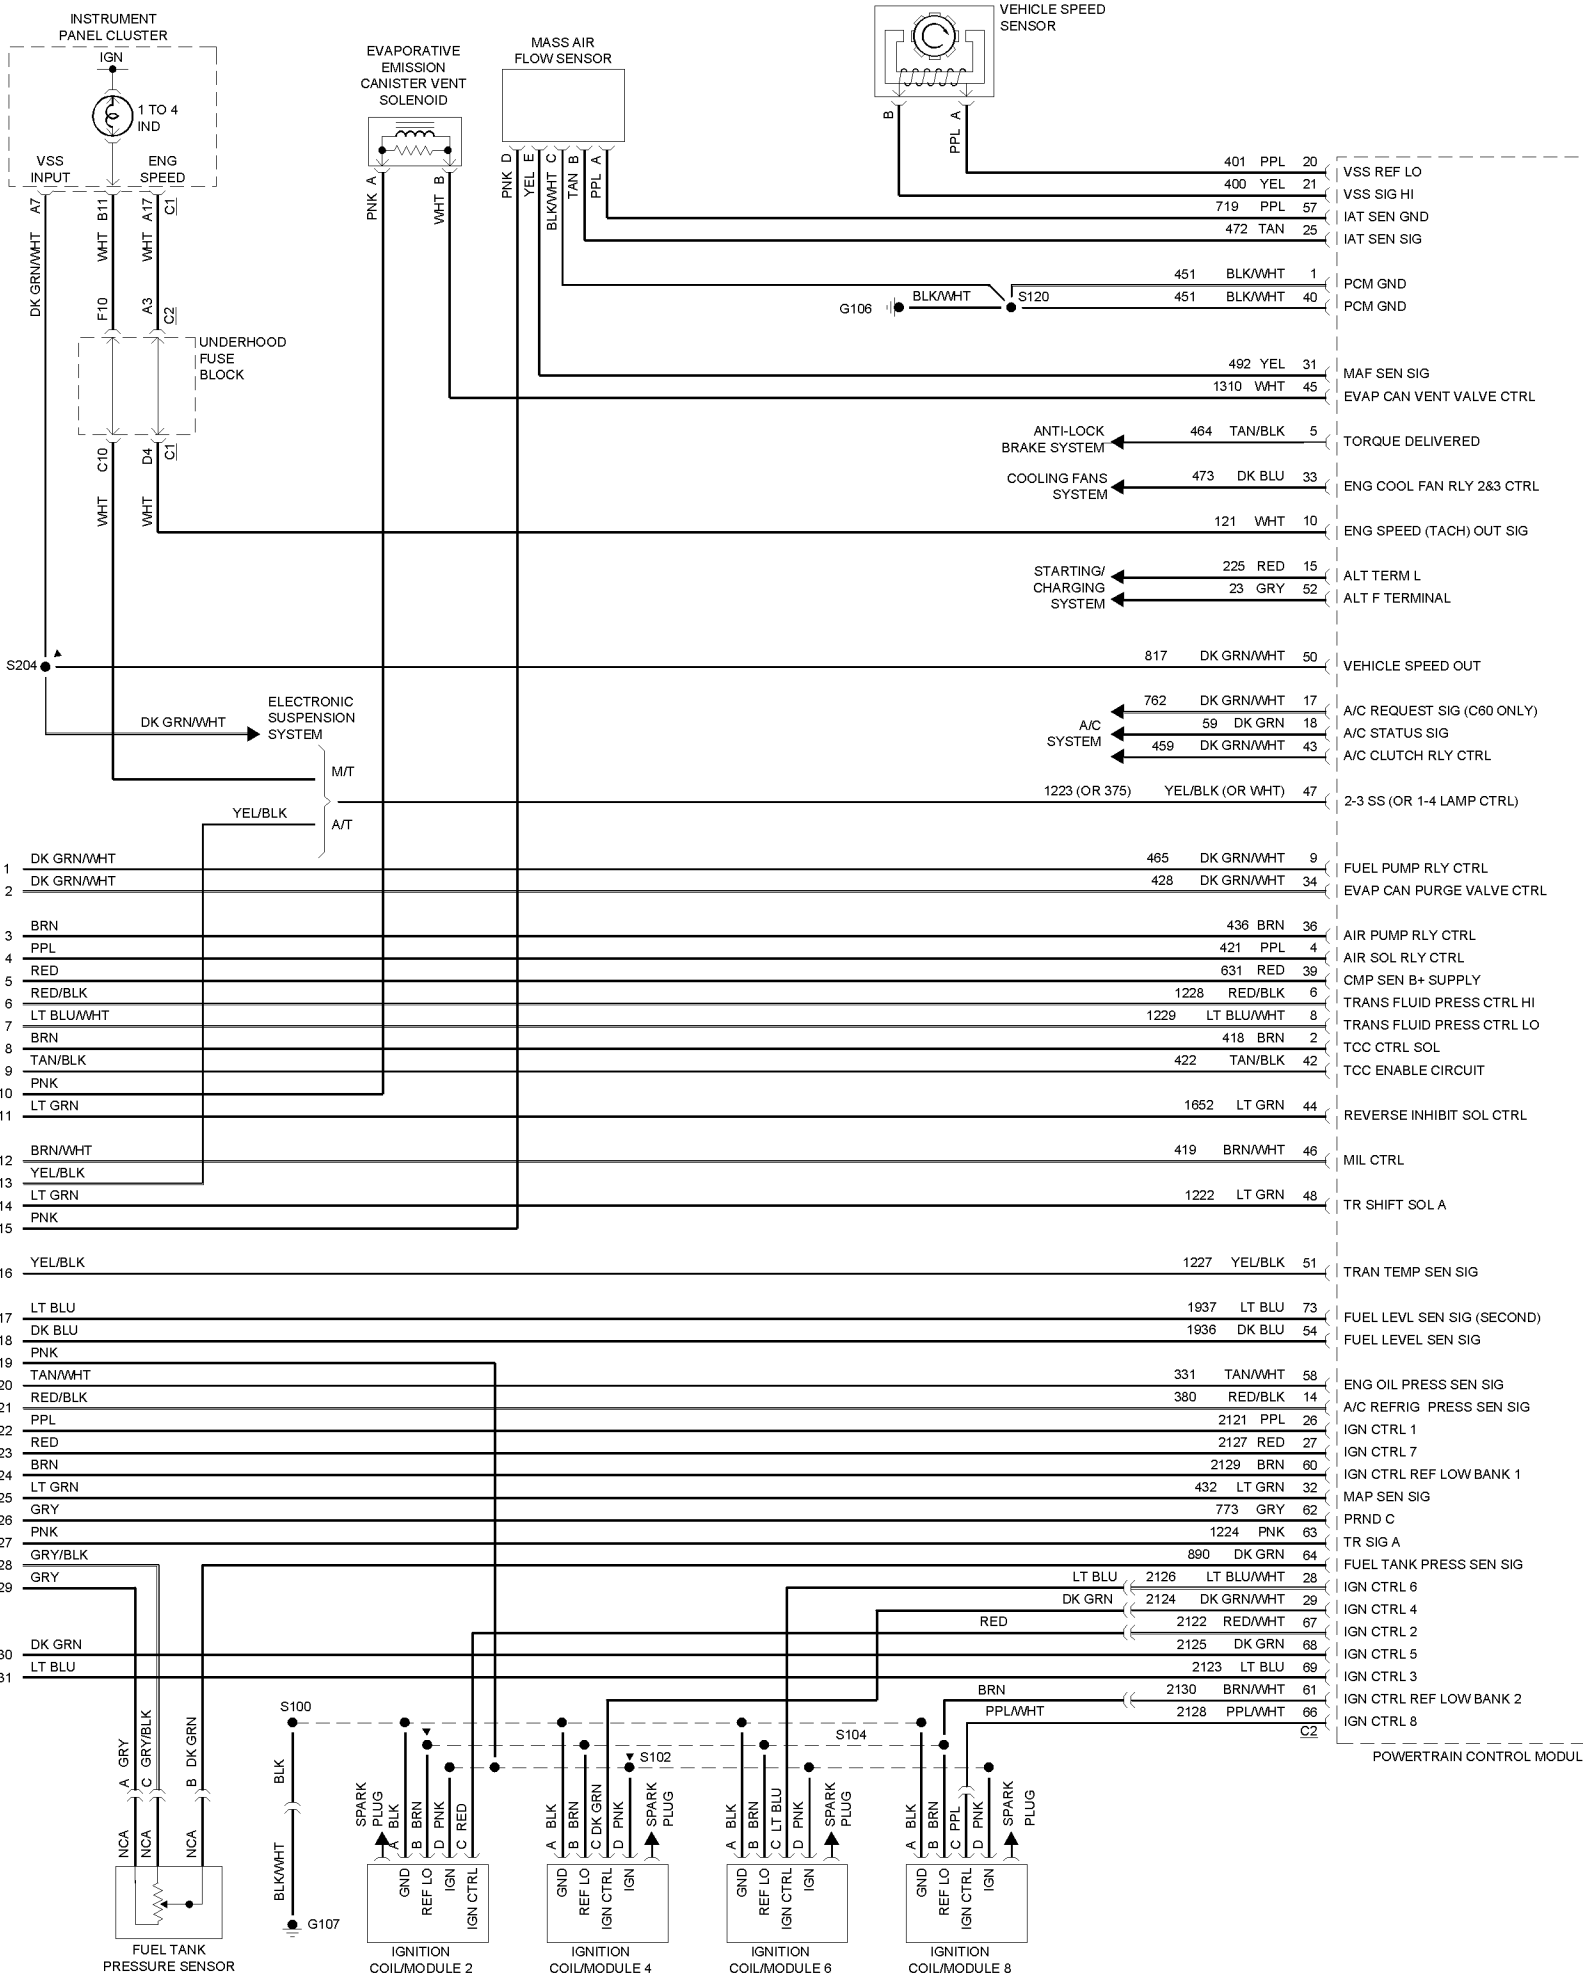 INSTRUMENT
PANEL CLUSTER
IGN
1 TO 4
IND
VSS
INPUT
ENG
SPEED
A7
B11
A17
C1
DK GRN/WHT
WHT
WHT
F10
A3
C2
UNDERHOOD
FUSE
BLOCK
C10
D4
C1
WHT
WHT
EVAPORATIVE
EMISSION
CANISTER VENT
SOLENOID
PNK A
WHT B
MASS AIR
FLOW SENSOR
PNK D
YEL E
BLK/WHT C
TAN B
PPL A
VEHICLE SPEED
SENSOR
B
PPL A
401 PPL 20 VSS REF LO
400 YEL 21 VSS SIG HI
719 PPL 57 IAT SEN GND
472 TAN 25 IAT SEN SIG
451 BLK/WHT 1 PCM GND
G106 BLK/WHT S120
451 BLK/WHT 40 PCM GND
492 YEL 31 MAF SEN SIG
1310 WHT 45 EVAP CAN VENT VALVE CTRL
ANTI-LOCK
BRAKE SYSTEM
464 TAN/BLK 5 TORQUE DELIVERED
COOLING FANS
SYSTEM
473 DK BLU 33 ENG COOL FAN RLY 2&3 CTRL
121 WHT 10 ENG SPEED (TACH) OUT SIG
STARTING/
CHARGING
SYSTEM
225 RED 15 ALT TERM L
23 GRY 52 ALT F TERMINAL
S204
817 DK GRN/WHT 50 VEHICLE SPEED OUT
DK GRN/WHT
ELECTRONIC
SUSPENSION
SYSTEM
A/C
SYSTEM
762 DK GRN/WHT 17 A/C REQUEST SIG (C60 ONLY)
59 DK GRN 18 A/C STATUS SIG
459 DK GRN/WHT 43 A/C CLUTCH RLY CTRL
M/T
YEL/BLK
A/T
1223 (OR 375) YEL/BLK (OR WHT) 47 2-3 SS (OR 1-4 LAMP CTRL)
1 DK GRN/WHT 465 DK GRN/WHT 9 FUEL PUMP RLY CTRL
2 DK GRN/WHT 428 DK GRN/WHT 34 EVAP CAN PURGE VALVE CTRL
3 BRN 436 BRN 36 AIR PUMP RLY CTRL
4 PPL 421 PPL 4 AIR SOL RLY CTRL
5 RED 631 RED 39 CMP SEN B+ SUPPLY
6 RED/BLK 1228 RED/BLK 6 TRANS FLUID PRESS CTRL HI
7 LT BLU/WHT 1229 LT BLU/WHT 8 TRANS FLUID PRESS CTRL LO
8 BRN 418 BRN 2 TCC CTRL SOL
9 TAN/BLK 422 TAN/BLK 42 TCC ENABLE CIRCUIT
10 PNK
11 LT GRN 1652 LT GRN 44 REVERSE INHIBIT SOL CTRL
12 BRN/WHT 419 BRN/WHT 46 MIL CTRL
13 YEL/BLK
14 LT GRN 1222 LT GRN 48 TR SHIFT SOL A
15 PNK
16 YEL/BLK 1227 YEL/BLK 51 TRAN TEMP SEN SIG
17 LT BLU 1937 LT BLU 73 FUEL LEVL SEN SIG (SECOND)
18 DK BLU 1936 DK BLU 54 FUEL LEVEL SEN SIG
19 PNK
20 TAN/WHT 331 TAN/WHT 58 ENG OIL PRESS SEN SIG
21 RED/BLK 380 RED/BLK 14 A/C REFRIG PRESS SEN SIG
22 PPL 2121 PPL 26 IGN CTRL 1
23 RED 2127 RED 27 IGN CTRL 7
24 BRN 2129 BRN 60 IGN CTRL REF LOW BANK 1
25 LT GRN 432 LT GRN 32 MAP SEN SIG
26 GRY 773 GRY 62 PRND C
27 PNK 1224 PNK 63 TR SIG A
28 GRY/BLK 890 DK GRN 64 FUEL TANK PRESS SEN SIG
29 GRY LT BLU 2126 LT BLU/WHT 28 IGN CTRL 6
DK GRN 2124 DK GRN/WHT 29 IGN CTRL 4
RED 2122 RED/WHT 67 IGN CTRL 2
30 DK GRN 2125 DK GRN 68 IGN CTRL 5
31 LT BLU 2123 LT BLU 69 IGN CTRL 3
BRN 2130 BRN/WHT 61 IGN CTRL REF LOW BANK 2
PPL/WHT 2128 PPL/WHT 66 IGN CTRL 8
C2
POWERTRAIN CONTROL MODUL
A GRY
C GRY/BLK
B DK GRN
NCA
NCA
NCA
FUEL TANK
PRESSURE SENSOR
S100
BLK
BLK/WHT
G107
S104
S102
SPARK
PLUG
A BLK
B BRN
D PNK
C RED
GND
REF LO
IGN
IGN CTRL
IGNITION
COIL/MODULE 2
A BLK
B BRN
C DK GRN
D PNK
SPARK
PLUG
GND
REF LO
IGN CTRL
IGN
IGNITION
COIL/MODULE 4
A BLK
B BRN
C LT BLU
D PNK
SPARK
PLUG
GND
REF LO
IGN CTRL
IGN
IGNITION
COIL/MODULE 6
A BLK
B BRN
C PPL
D PNK
SPARK
PLUG
GND
REF LO
IGN CTRL
IGN
IGNITION
COIL/MODULE 8